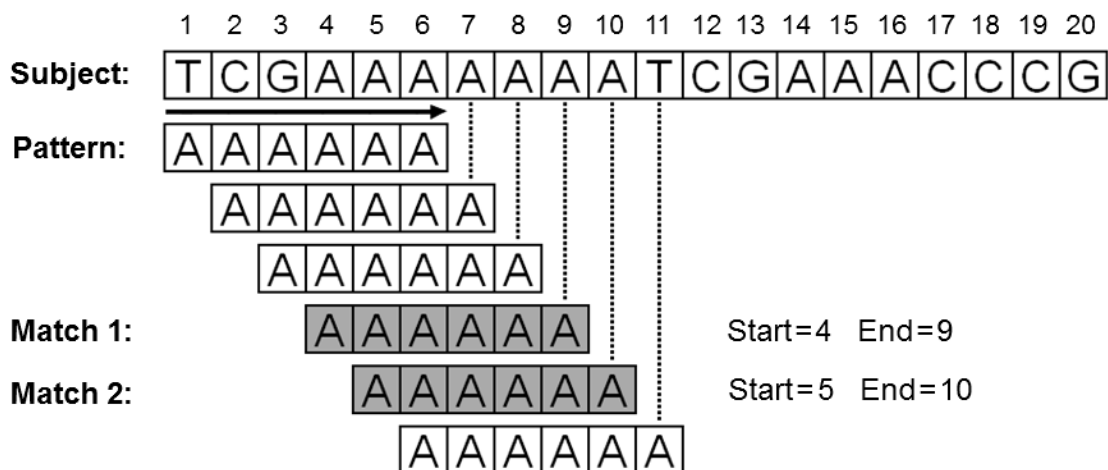 1 2 3 4 5 6 7 8 9 10 11 12 13 14 15 16 17 18 19 20
Subject: T C G A A A A A A A T C G A A A C C C G
Pattern: A A A A A A
A A A A A A
A A A A A A
Match 1: A A A A A A Start=4 End=9
Match 2: A A A A A A Start=5 End=10
A A A A A A